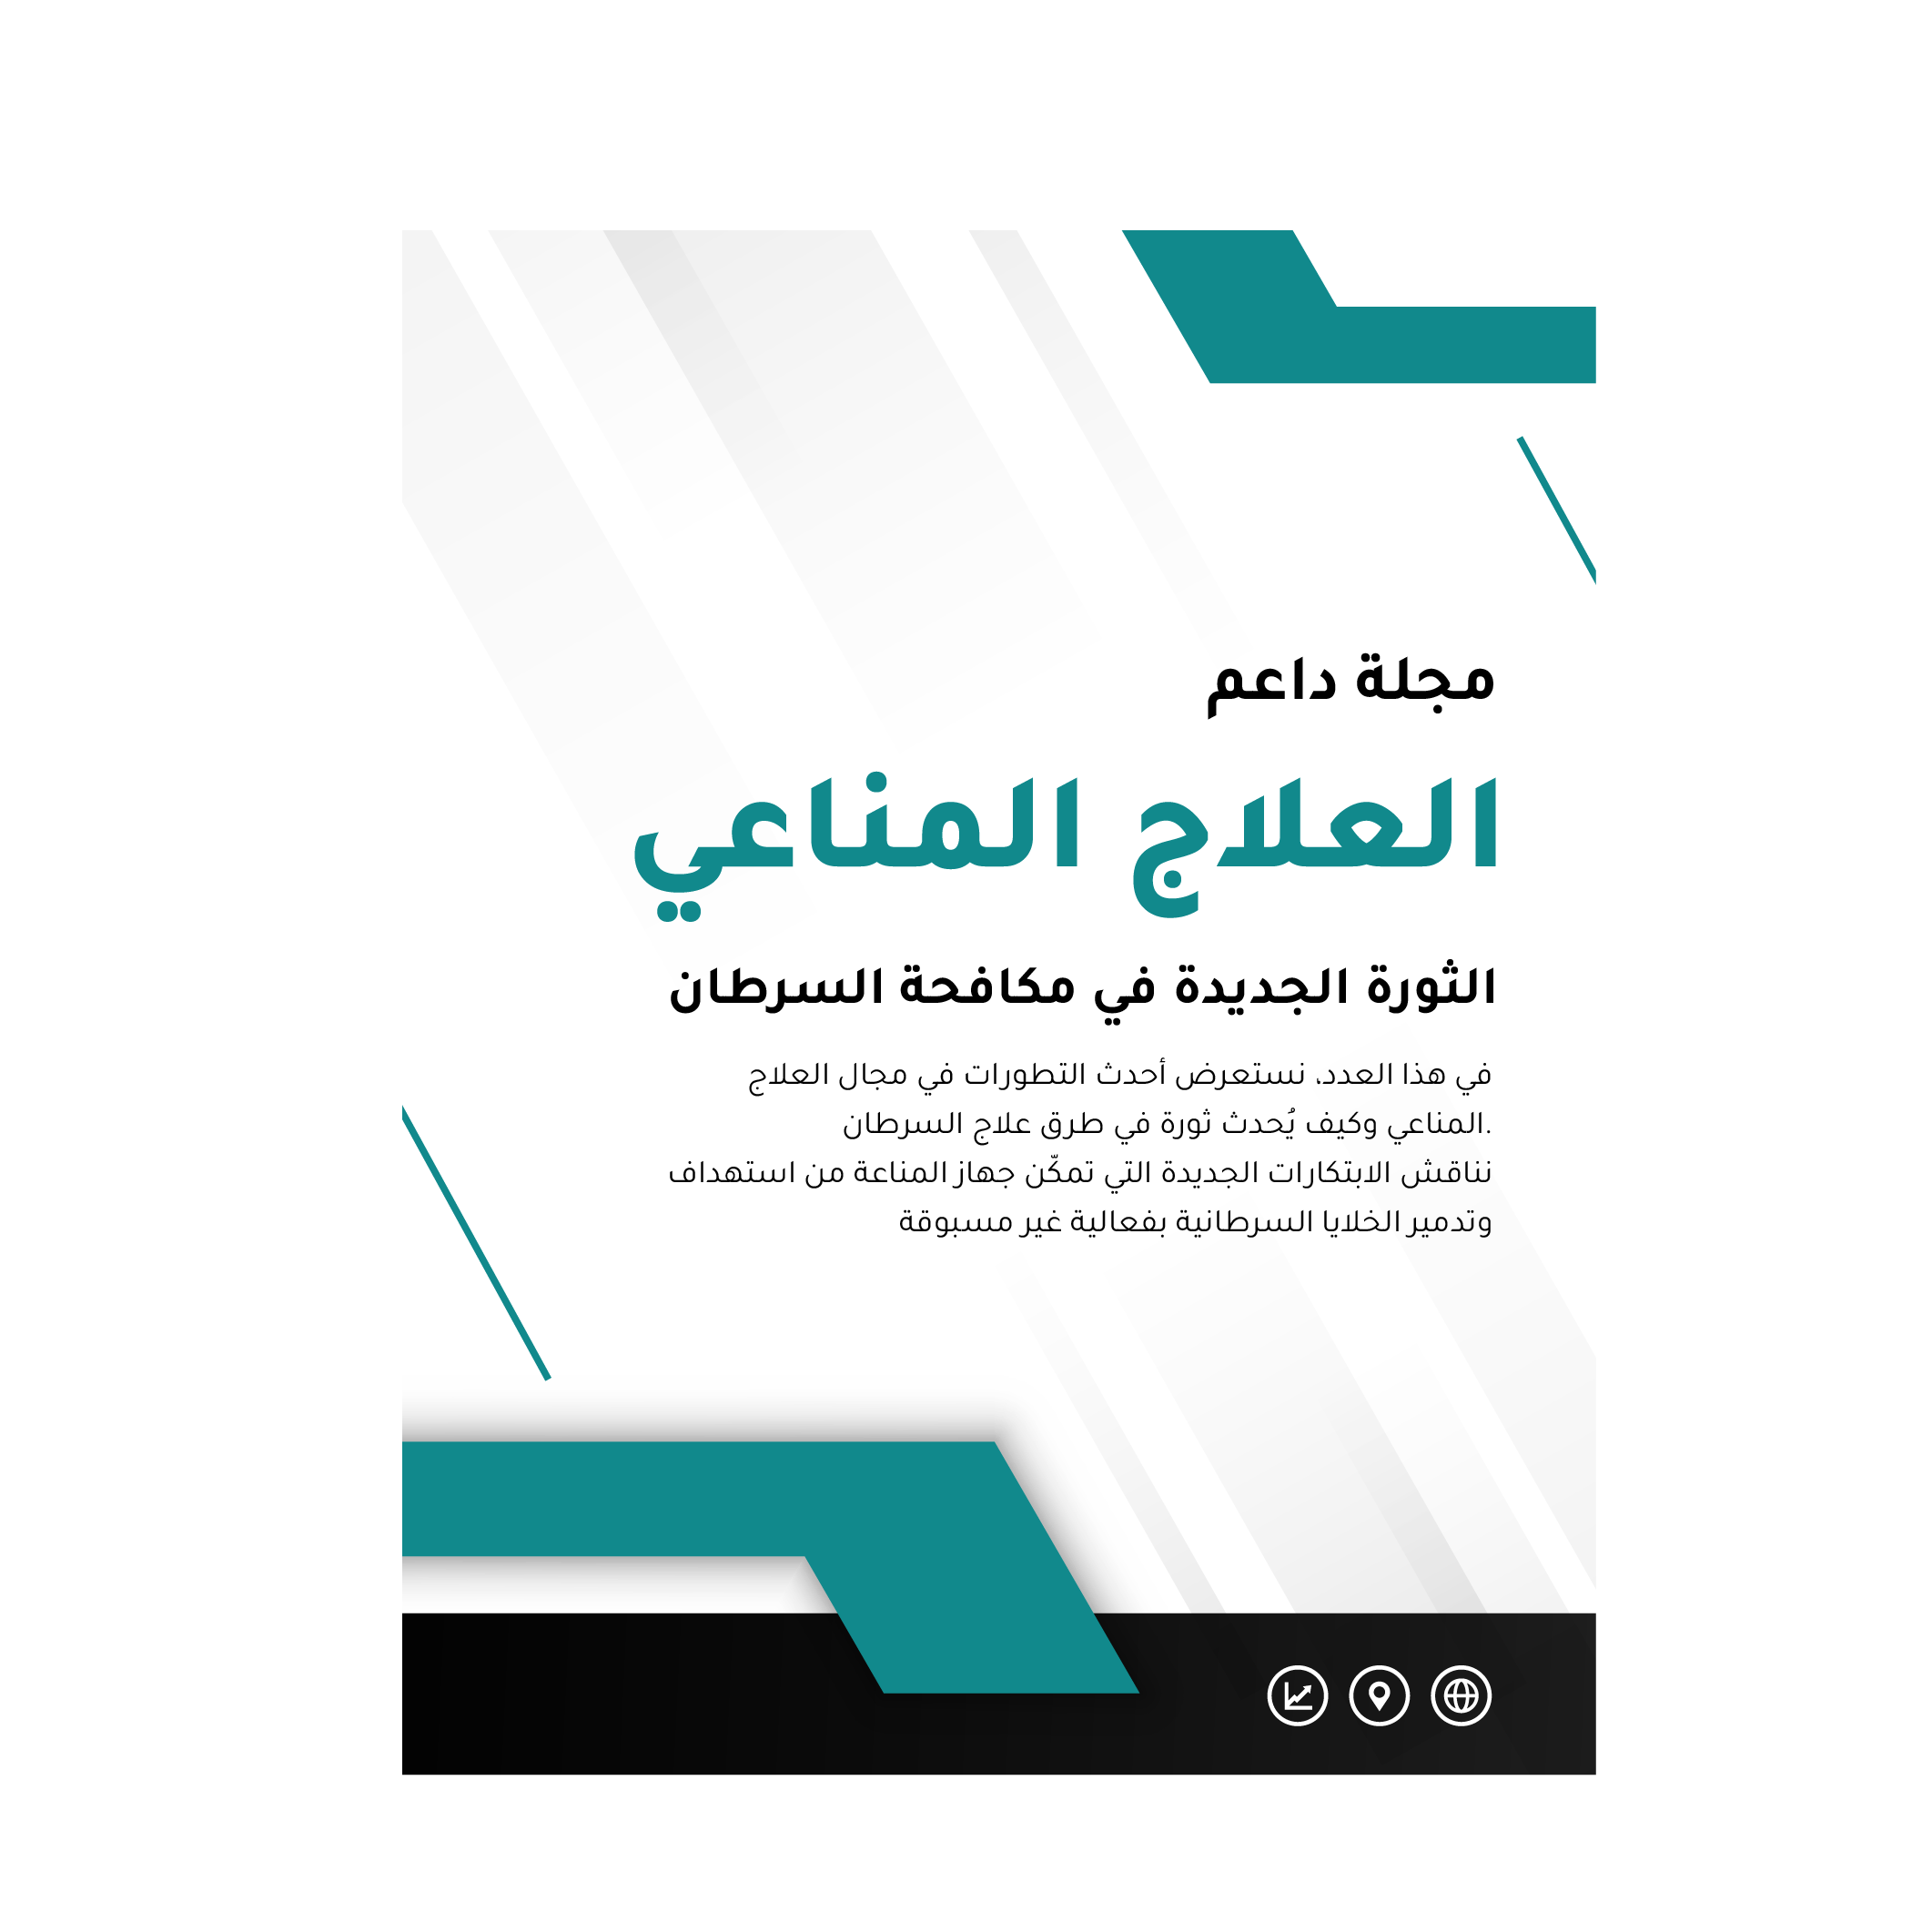 مجلة داعم
العلاج المناعي
الثورة الجديدة في مكافحة السرطان
في هذا العدد، نستعرض أحدث التطورات في مجال العلاج
.المناعي وكيف يُحدث ثورة في طرق علاج السرطان
نناقش الابتكارات الجديدة التي تمكّن جهاز المناعة من استهداف
وتدمير الخلايا السرطانية بفعالية غير مسبوقة